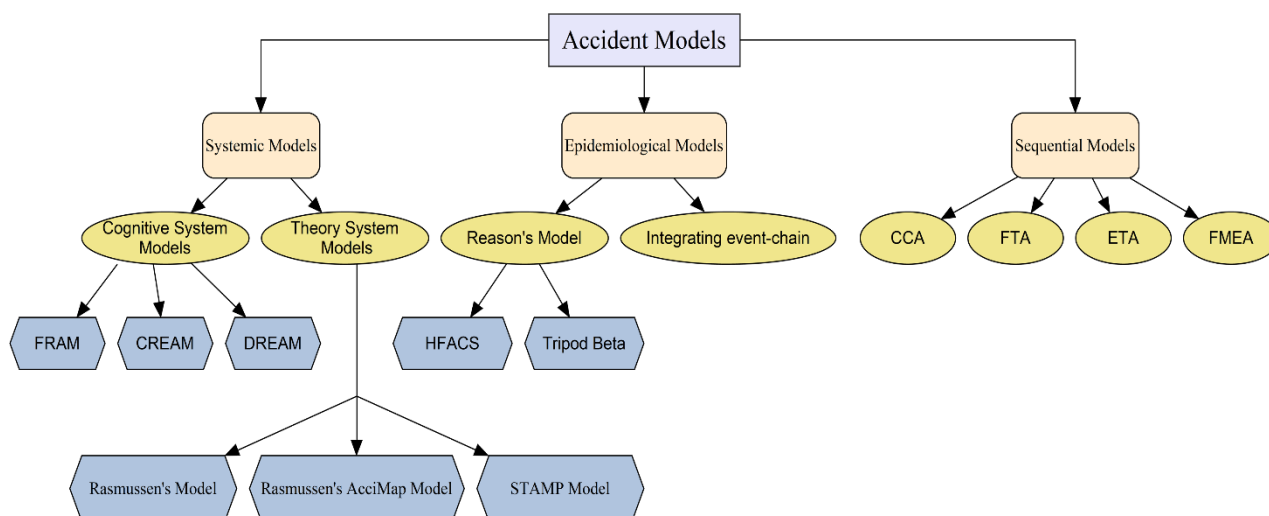 Accident Models
Systemic Models
Epidemiological Models
Sequential Models
Cognitive System
Models
Theory System
Models
Reason's Model
Integrating event-chain
CCA
FTA
ETA
FMEA
FRAM
CREAM
DREAM
HFACS
Tripod Beta
Rasmussen's Model
Rasmussen's AcciMap Model
STAMP Model